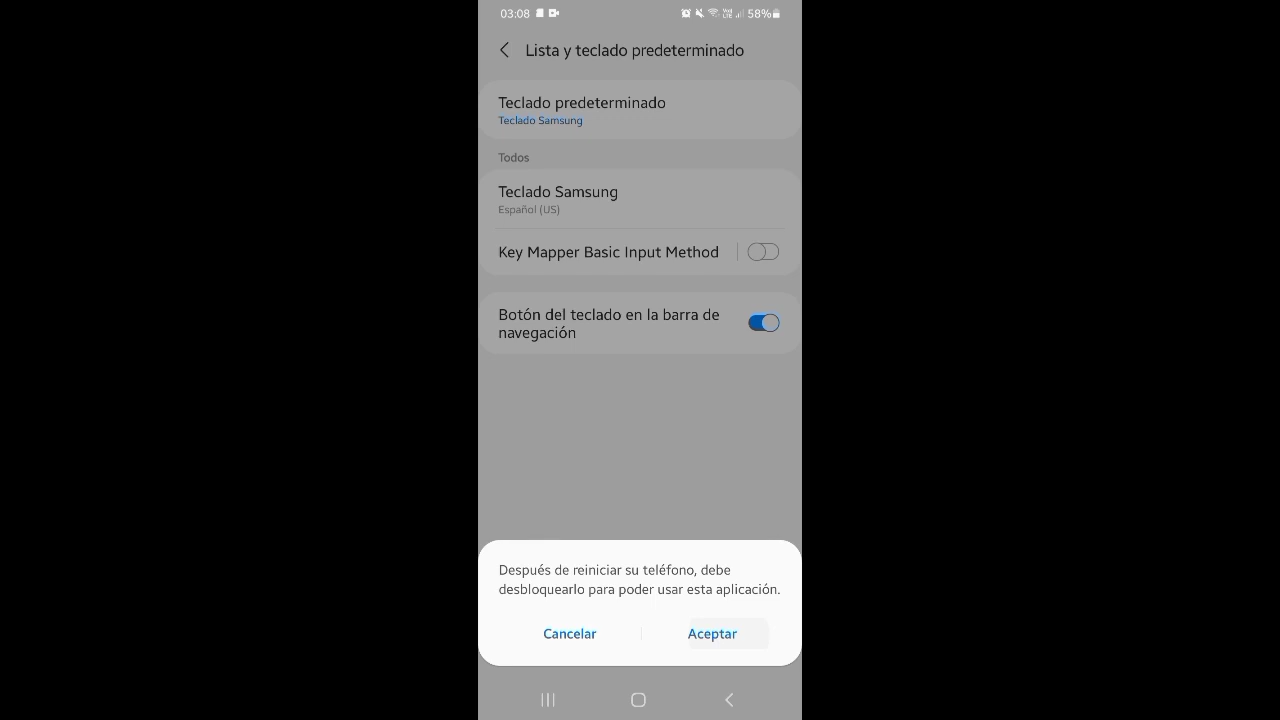 03:08 58%
Lista y teclado predeterminado
Teclado predeterminado
Teclado Samsung
Todos
Teclado Samsung
Español (US)
Key Mapper Basic Input Method
Botón del teclado en la barra de
navegación
Después de reiniciar su teléfono, debe
desbloquearlo para poder usar esta aplicación.
Cancelar Aceptar